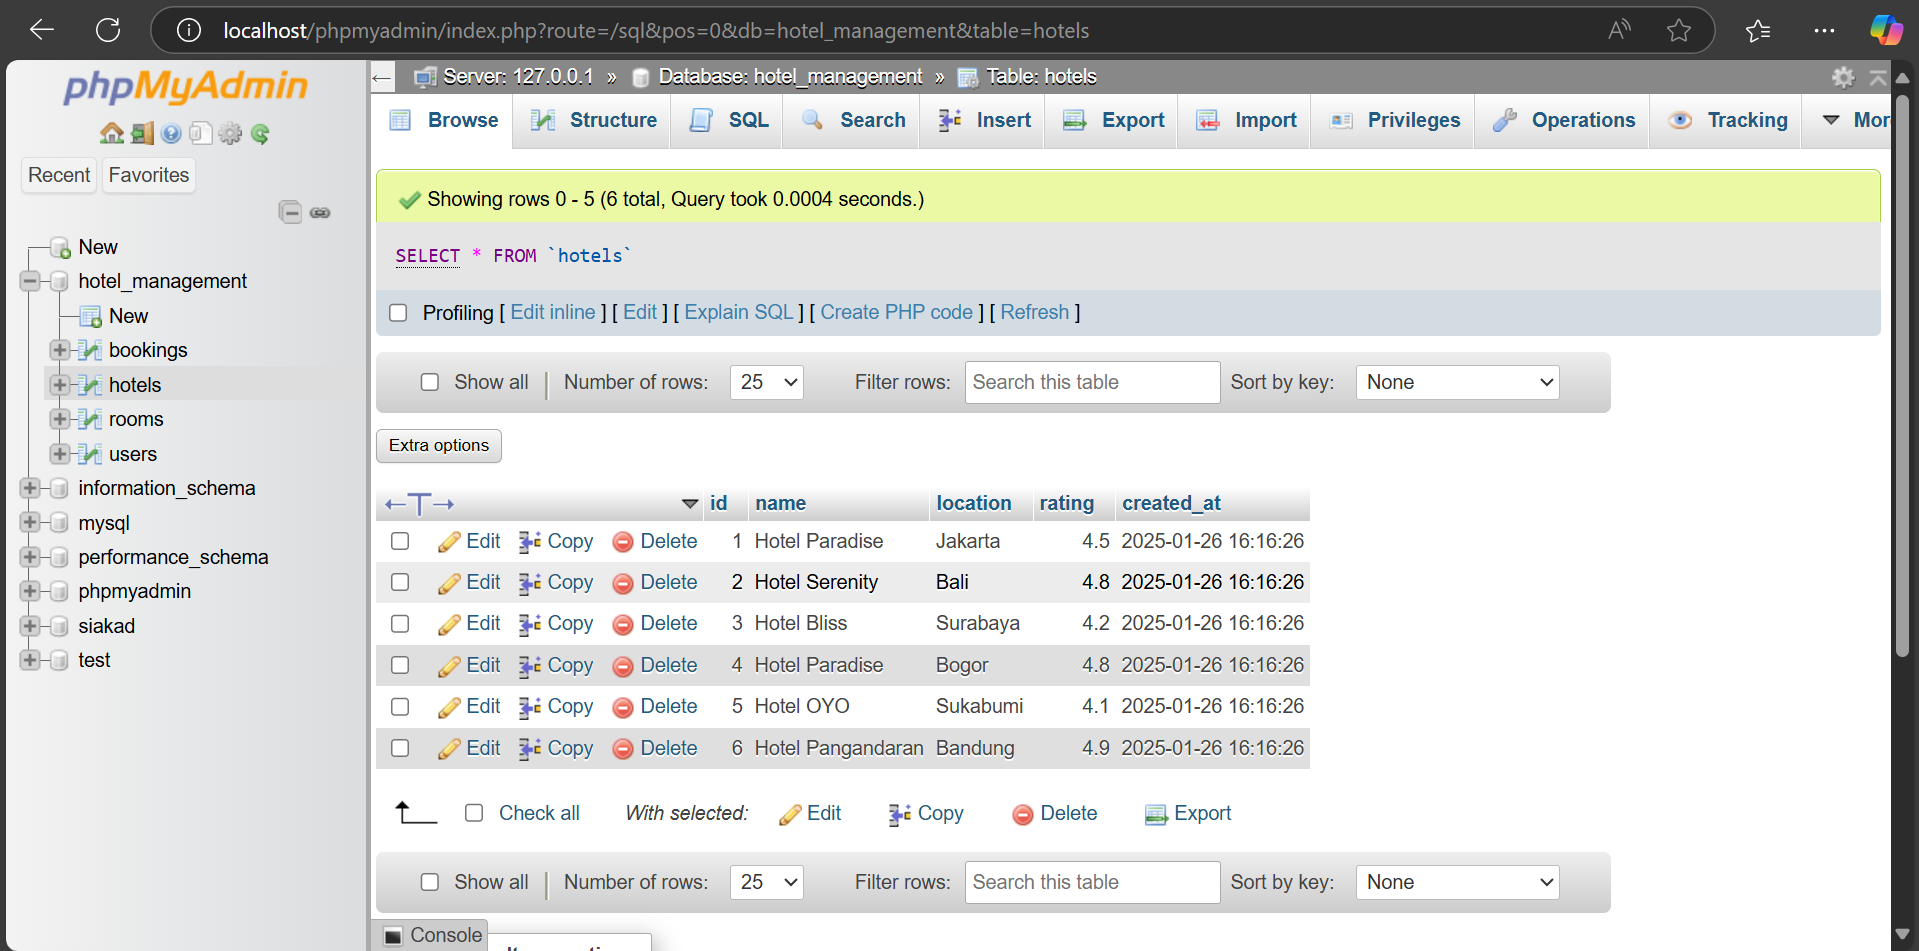 localhost/phpmyadmin/index.php?route=/sql&pos=0&db=hotel_management&table=hotels
phpMyAdmin
Recent Favorites
New
hotel_management
New
bookings
hotels
rooms
users
information_schema
mysql
performance_schema
phpmyadmin
siakad
test
Server: 127.0.0.1 » Database: hotel_management » Table: hotels
Browse Structure SQL Search Insert Export Import Privileges Operations Tracking Mor
Showing rows 0 - 5 (6 total, Query took 0.0004 seconds.)
SELECT * FROM `hotels`
Profiling [ Edit inline ] [ Edit ] [ Explain SQL ] [ Create PHP code ] [ Refresh ]
Show all | Number of rows: 25 Filter rows: Search this table Sort by key: None
Extra options
←T→ id name location rating created_at
Edit Copy Delete 1 Hotel Paradise Jakarta 4.5 2025-01-26 16:16:26
Edit Copy Delete 2 Hotel Serenity Bali 4.8 2025-01-26 16:16:26
Edit Copy Delete 3 Hotel Bliss Surabaya 4.2 2025-01-26 16:16:26
Edit Copy Delete 4 Hotel Paradise Bogor 4.8 2025-01-26 16:16:26
Edit Copy Delete 5 Hotel OYO Sukabumi 4.1 2025-01-26 16:16:26
Edit Copy Delete 6 Hotel Pangandaran Bandung 4.9 2025-01-26 16:16:26
Check all With selected: Edit Copy Delete Export
Show all | Number of rows: 25 Filter rows: Search this table Sort by key: None
Console